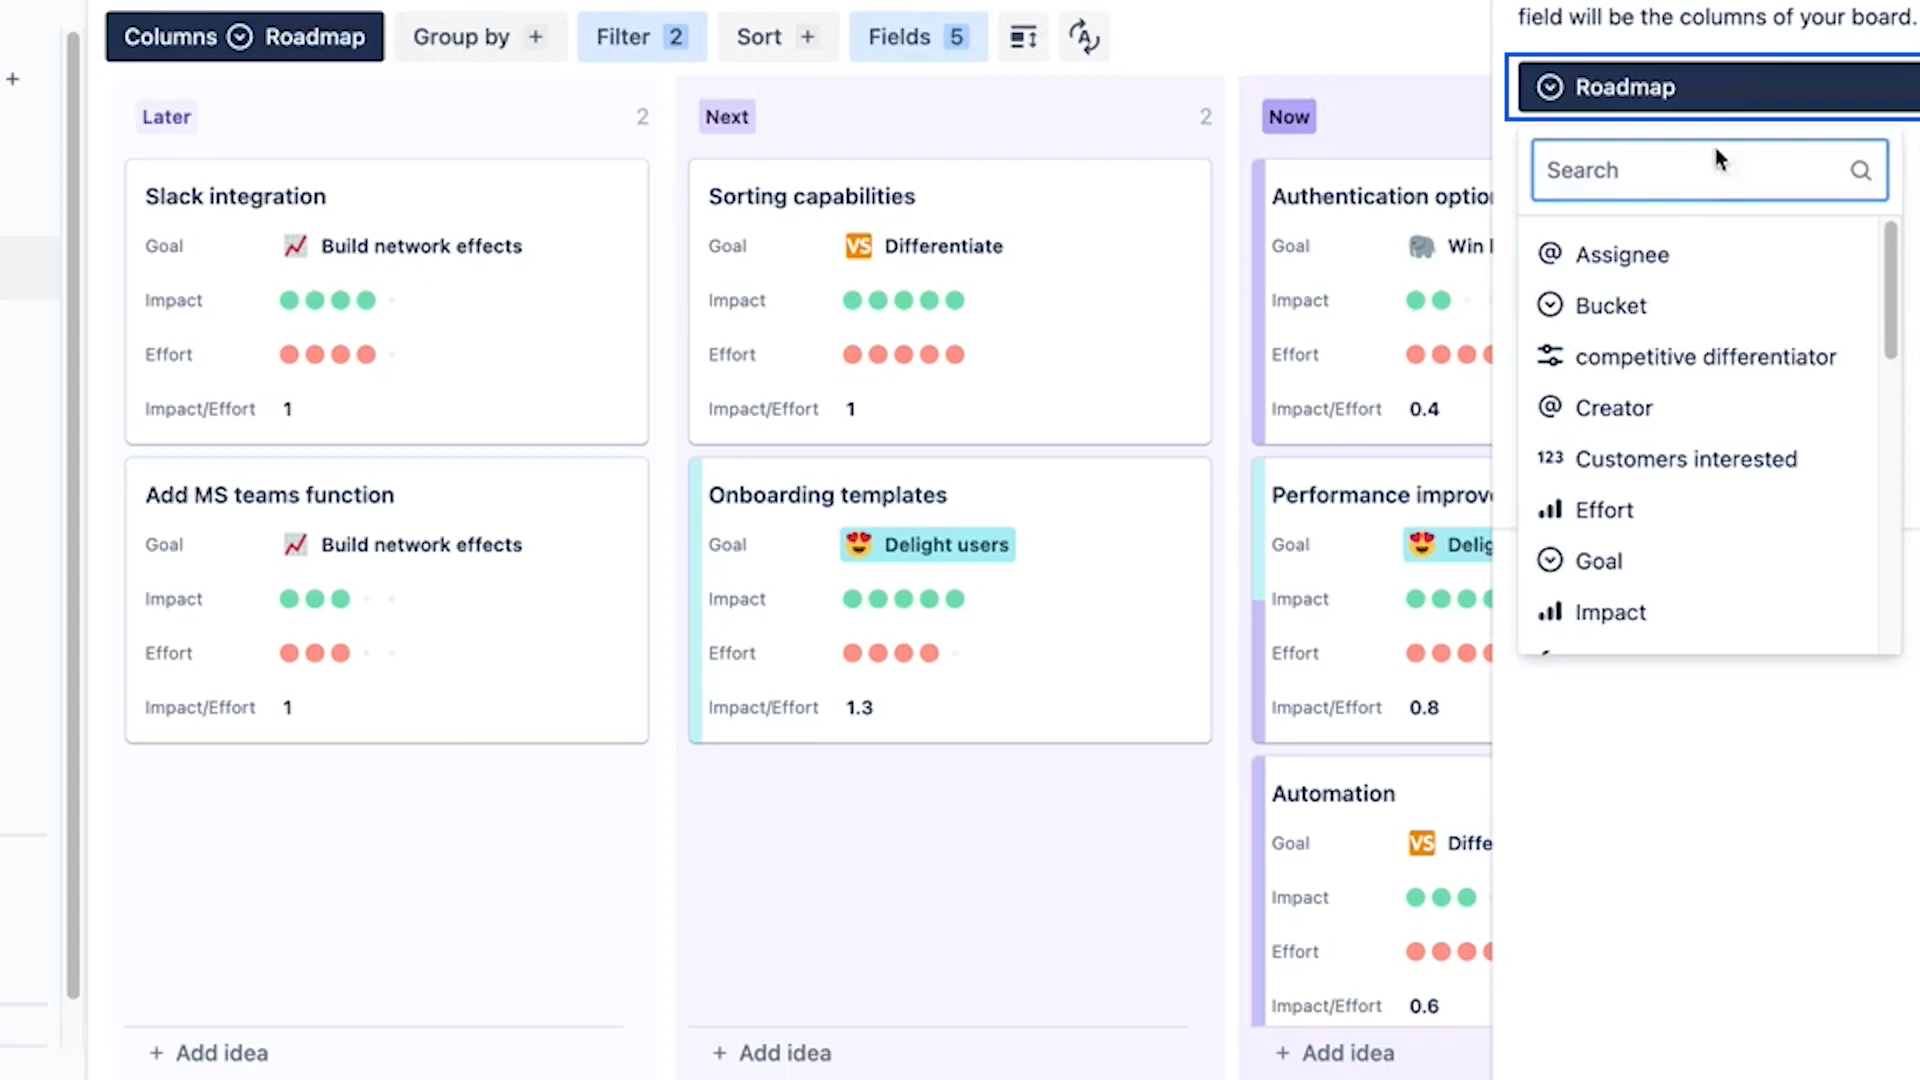 field will be the columns of your board.
Columns Roadmap Group by + Filter 2 Sort + Fields 5
Roadmap
Search
Assignee
Bucket
competitive differentiator
Creator
123 Customers interested
Effort
Goal
Impact
Later 2
Slack integration
Goal 📈 Build network effects
Impact
Effort
Impact/Effort 1
Add MS teams function
Goal 📈 Build network effects
Impact
Effort
Impact/Effort 1
+ Add idea
Next 2
Sorting capabilities
Goal 🆚 Differentiate
Impact
Effort
Impact/Effort 1
Onboarding templates
Goal 😍 Delight users
Impact
Effort
Impact/Effort 1.3
+ Add idea
Now
Authentication optio
Goal 🐘 Win
Impact
Effort
Impact/Effort 0.4
Performance improv
Goal 😍 Delig
Impact
Effort
Impact/Effort 0.8
Automation
Goal 🆚 Diffe
Impact
Effort
Impact/Effort 0.6
+ Add idea